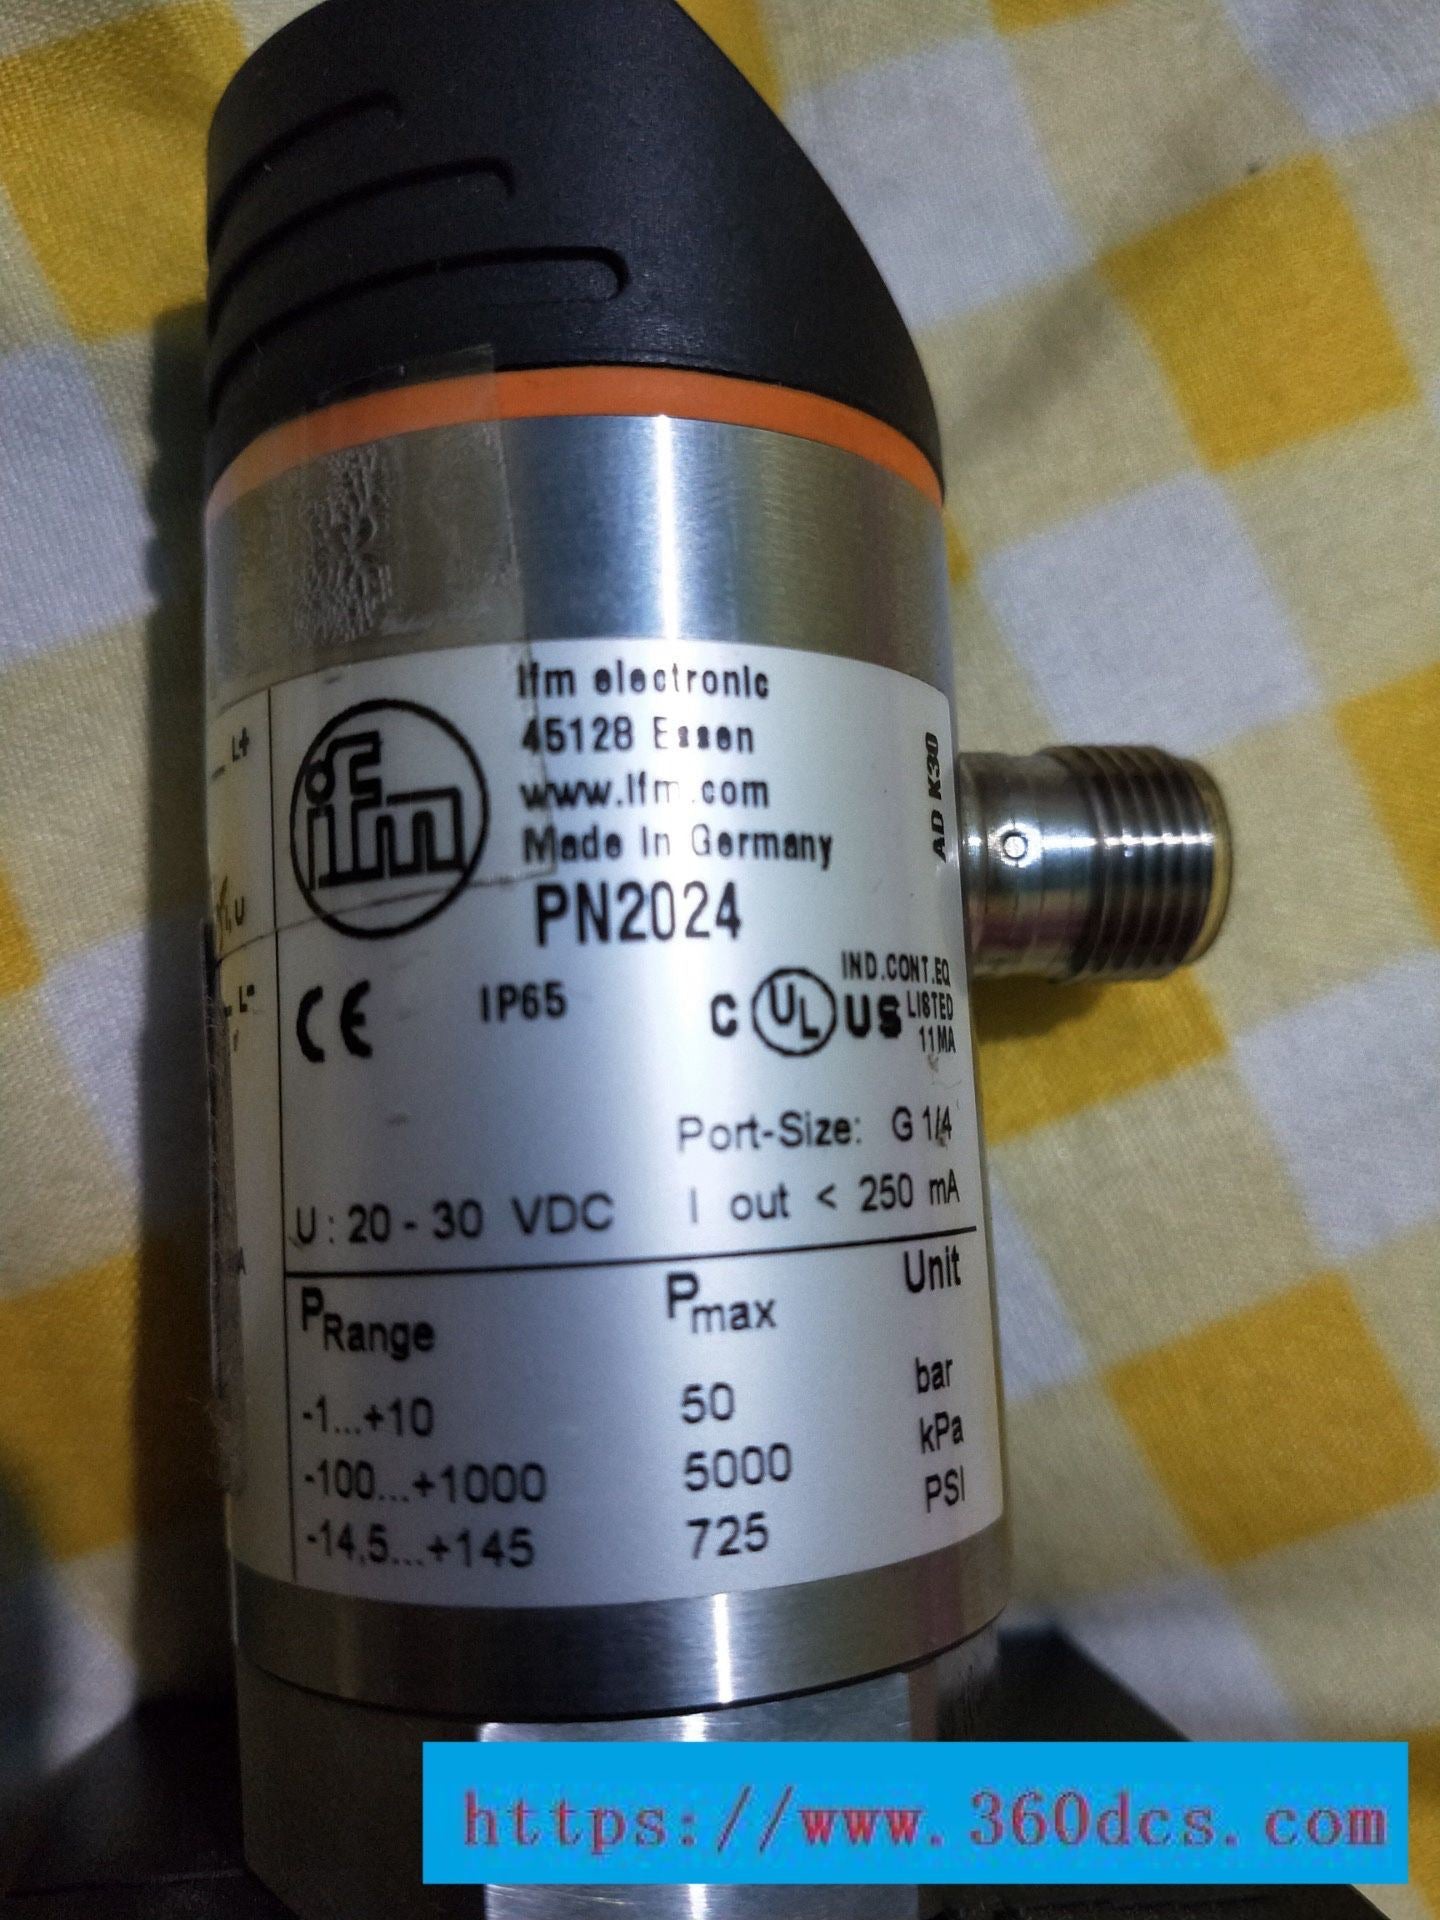 ifm electronic
45128 Essen
www.ifm.com
Made in Germany
PN2024
ifm
AD K30
L+
I, U
L-
CE
IP65
C UL US
IND.CONT.EQ
LISTED
11MA
Port-Size: G 1/4
U : 20 - 30 VDC I out < 250 mA
A
PRange Pmax Unit
-1...+10 50 bar
-100...+1000 5000 kPa
-14,5...+145 725 PSI
https://www.360dcs.com